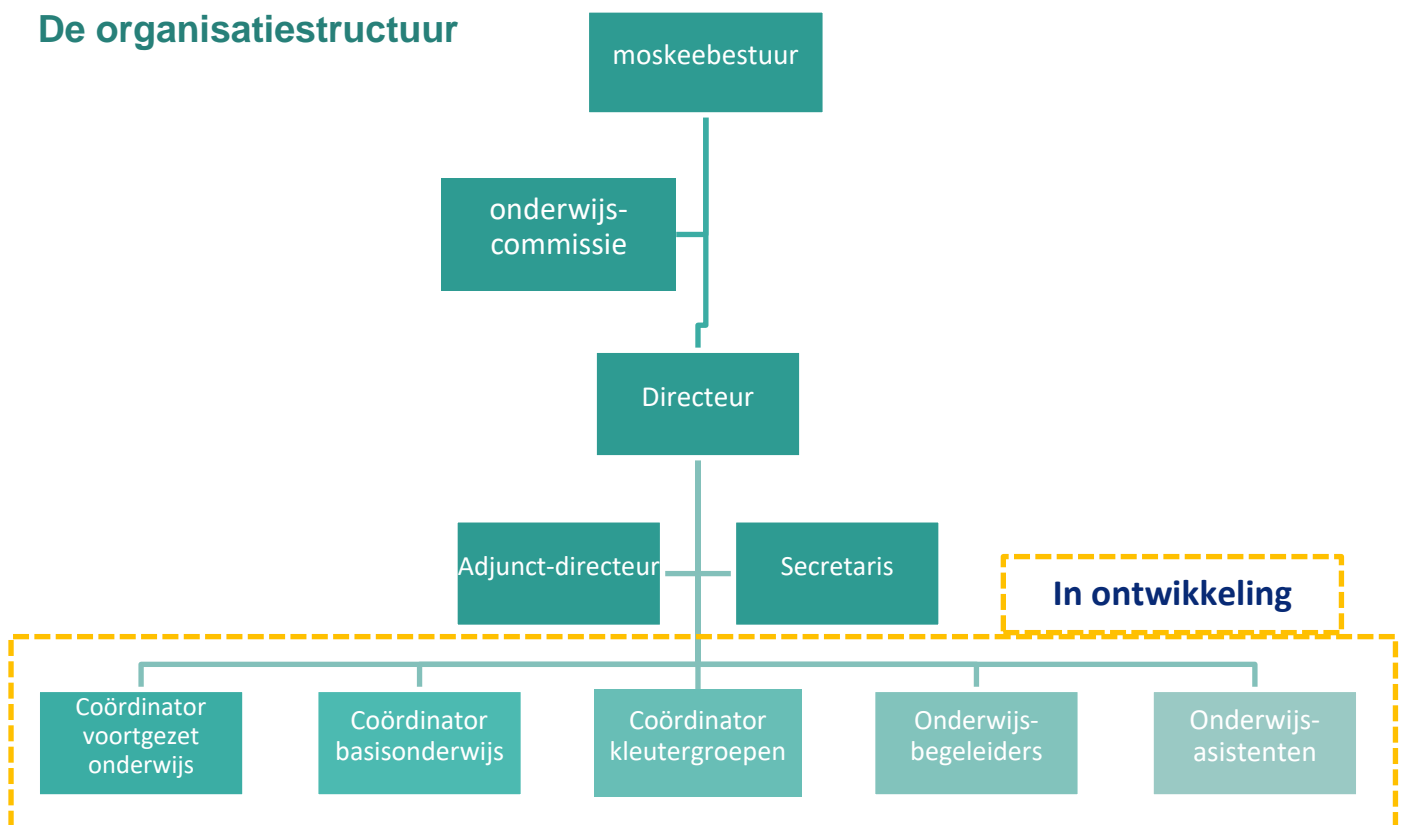 De organisatiestructuur
moskeebestuur
onderwijs-
commissie
Directeur
Adjunct-directeur
Secretaris
In ontwikkeling
Coördinator
voortgezet
onderwijs
Coördinator
basisonderwijs
Coördinator
kleutergroepen
Onderwijs-
begeleiders
Onderwijs-
asistenten